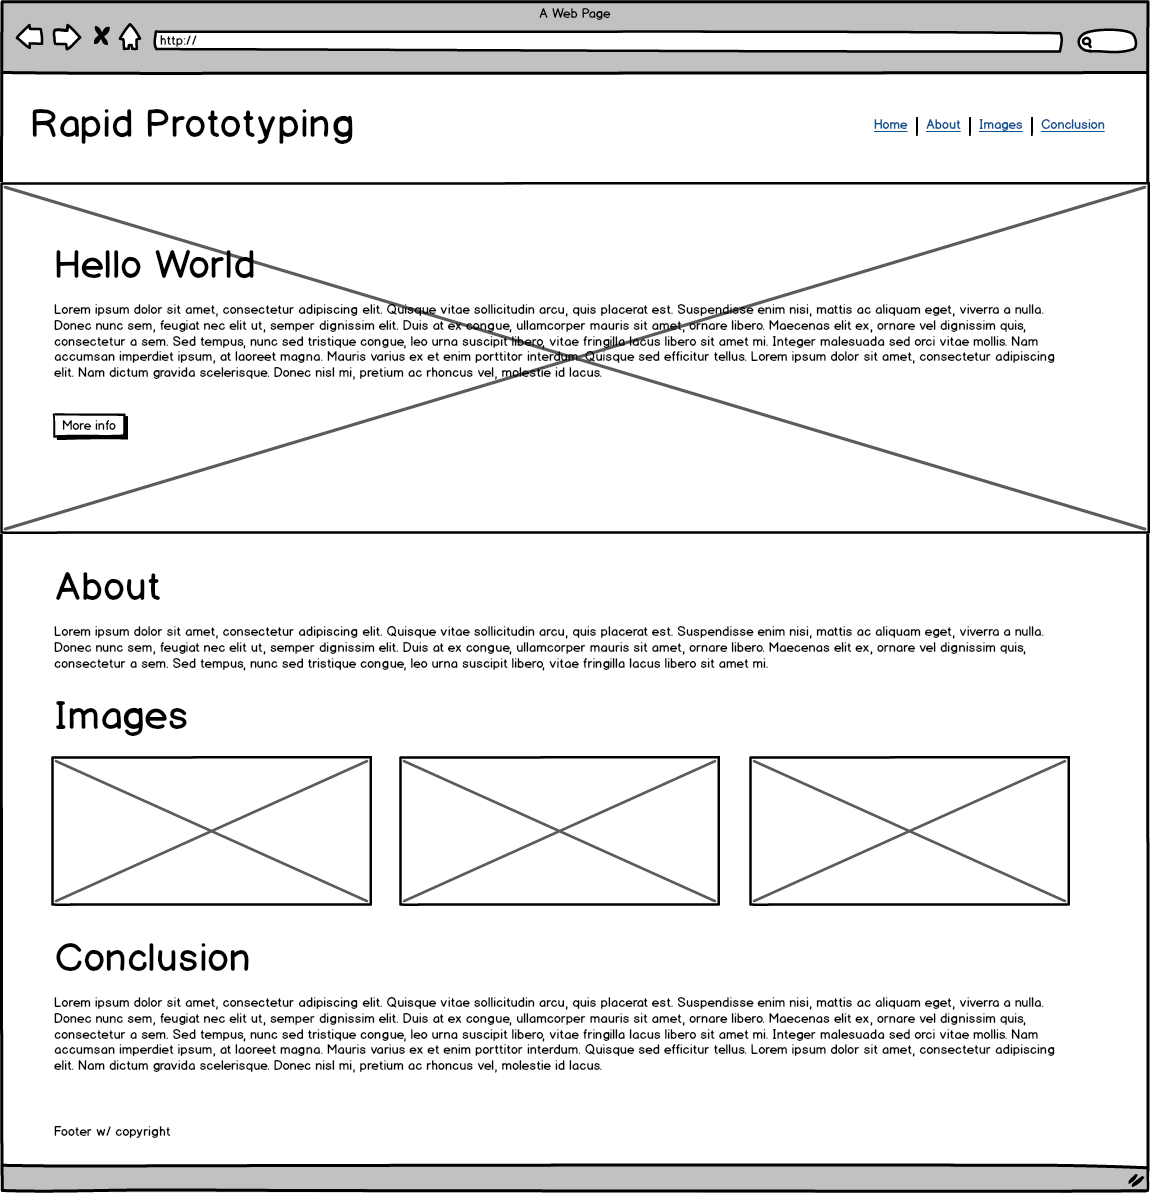 A Web Page
http://
Rapid Prototyping
Home | About | Images | Conclusion
Hello World
Lorem ipsum dolor sit amet, consectetur adipiscing elit. Quisque vitae sollicitudin arcu, quis placerat est. Suspendisse enim nisi, mattis ac aliquam eget, viverra a nulla.
Donec nunc sem, feugiat nec elit ut, semper dignissim elit. Duis at ex congue, ullamcorper mauris sit amet, ornare libero. Maecenas elit ex, ornare vel dignissim quis,
consectetur a sem. Sed tempus, nunc sed tristique congue, leo urna suscipit libero, vitae fringilla lacus libero sit amet mi. Integer malesuada sed orci vitae mollis. Nam
accumsan imperdiet ipsum, at laoreet magna. Mauris varius ex et enim porttitor interdum. Quisque sed efficitur tellus. Lorem ipsum dolor sit amet, consectetur adipiscing
elit. Nam dictum gravida scelerisque. Donec nisl mi, pretium ac rhoncus vel, molestie id lacus.
More info
About
Lorem ipsum dolor sit amet, consectetur adipiscing elit. Quisque vitae sollicitudin arcu, quis placerat est. Suspendisse enim nisi, mattis ac aliquam eget, viverra a nulla.
Donec nunc sem, feugiat nec elit ut, semper dignissim elit. Duis at ex congue, ullamcorper mauris sit amet, ornare libero. Maecenas elit ex, ornare vel dignissim quis,
consectetur a sem. Sed tempus, nunc sed tristique congue, leo urna suscipit libero, vitae fringilla lacus libero sit amet mi.
Images
Conclusion
Lorem ipsum dolor sit amet, consectetur adipiscing elit. Quisque vitae sollicitudin arcu, quis placerat est. Suspendisse enim nisi, mattis ac aliquam eget, viverra a nulla.
Donec nunc sem, feugiat nec elit ut, semper dignissim elit. Duis at ex congue, ullamcorper mauris sit amet, ornare libero. Maecenas elit ex, ornare vel dignissim quis,
consectetur a sem. Sed tempus, nunc sed tristique congue, leo urna suscipit libero, vitae fringilla lacus libero sit amet mi. Integer malesuada sed orci vitae mollis. Nam
accumsan imperdiet ipsum, at laoreet magna. Mauris varius ex et enim porttitor interdum. Quisque sed efficitur tellus. Lorem ipsum dolor sit amet, consectetur adipiscing
elit. Nam dictum gravida scelerisque. Donec nisl mi, pretium ac rhoncus vel, molestie id lacus.
Footer w/ copyright